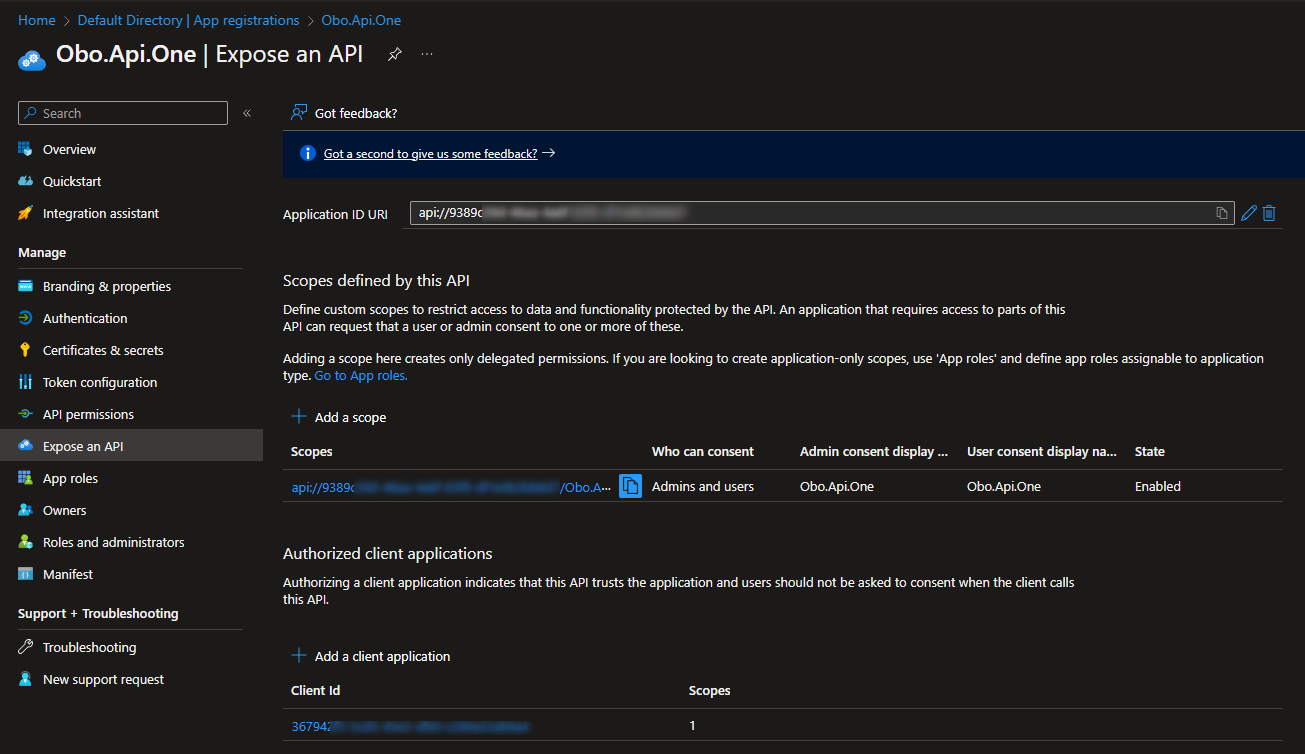 Home > Default Directory | App registrations > Obo.Api.One
Obo.Api.One | Expose an API
Search
Overview
Quickstart
Integration assistant
Manage
Branding & properties
Authentication
Certificates & secrets
Token configuration
API permissions
Expose an API
App roles
Owners
Roles and administrators
Manifest
Support + Troubleshooting
Troubleshooting
New support request
Got feedback?
Got a second to give us some feedback? →
Application ID URI api://9389c
Scopes defined by this API
Define custom scopes to restrict access to data and functionality protected by the API. An application that requires access to parts of this
API can request that a user or admin consent to one or more of these.
Adding a scope here creates only delegated permissions. If you are looking to create application-only scopes, use 'App roles' and define app roles assignable to application
type. Go to App roles.
Add a scope
Scopes Who can consent Admin consent display ... User consent display na... State
api://9389c /Obo.A... Admins and users Obo.Api.One Obo.Api.One Enabled
Authorized client applications
Authorizing a client application indicates that this API trusts the application and users should not be asked to consent when the client calls
this API.
Add a client application
Client Id Scopes
367942 1